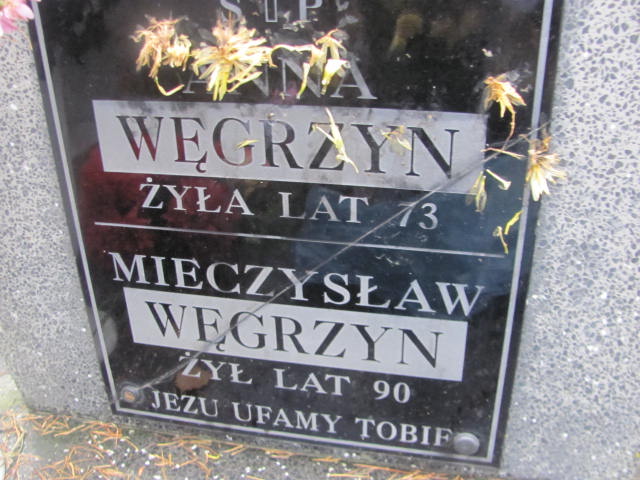 S P
ANNA
WĘGRZYN
ŻYŁA LAT 73
MIECZYSŁAW
WĘGRZYN
ŻYŁ LAT 90
JEZU UFAMY TOBIE